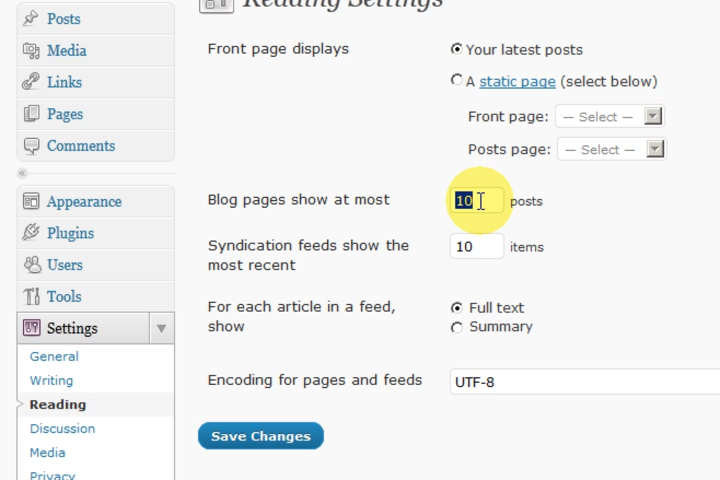 Reading Settings
Posts
Media
Links
Pages
Comments
Appearance
Plugins
Users
Tools
Settings
General
Writing
Reading
Discussion
Media
Privacy
Front page displays
Your latest posts
A static page (select below)
Front page: — Select —
Posts page: — Select —
Blog pages show at most 10 posts
Syndication feeds show the 10 items
most recent
For each article in a feed, Full text
show Summary
Encoding for pages and feeds UTF-8
Save Changes